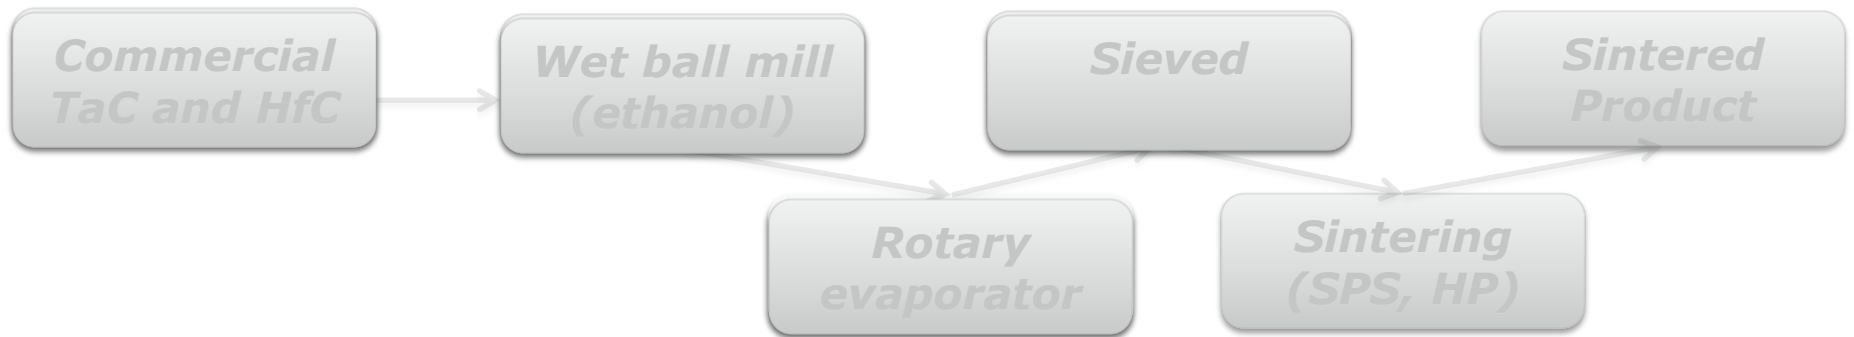 Commercial
TaC and HfC
Wet ball mill
(ethanol)
Rotary
evaporator
Sieved
Sintering
(SPS, HP)
Sintered
Product